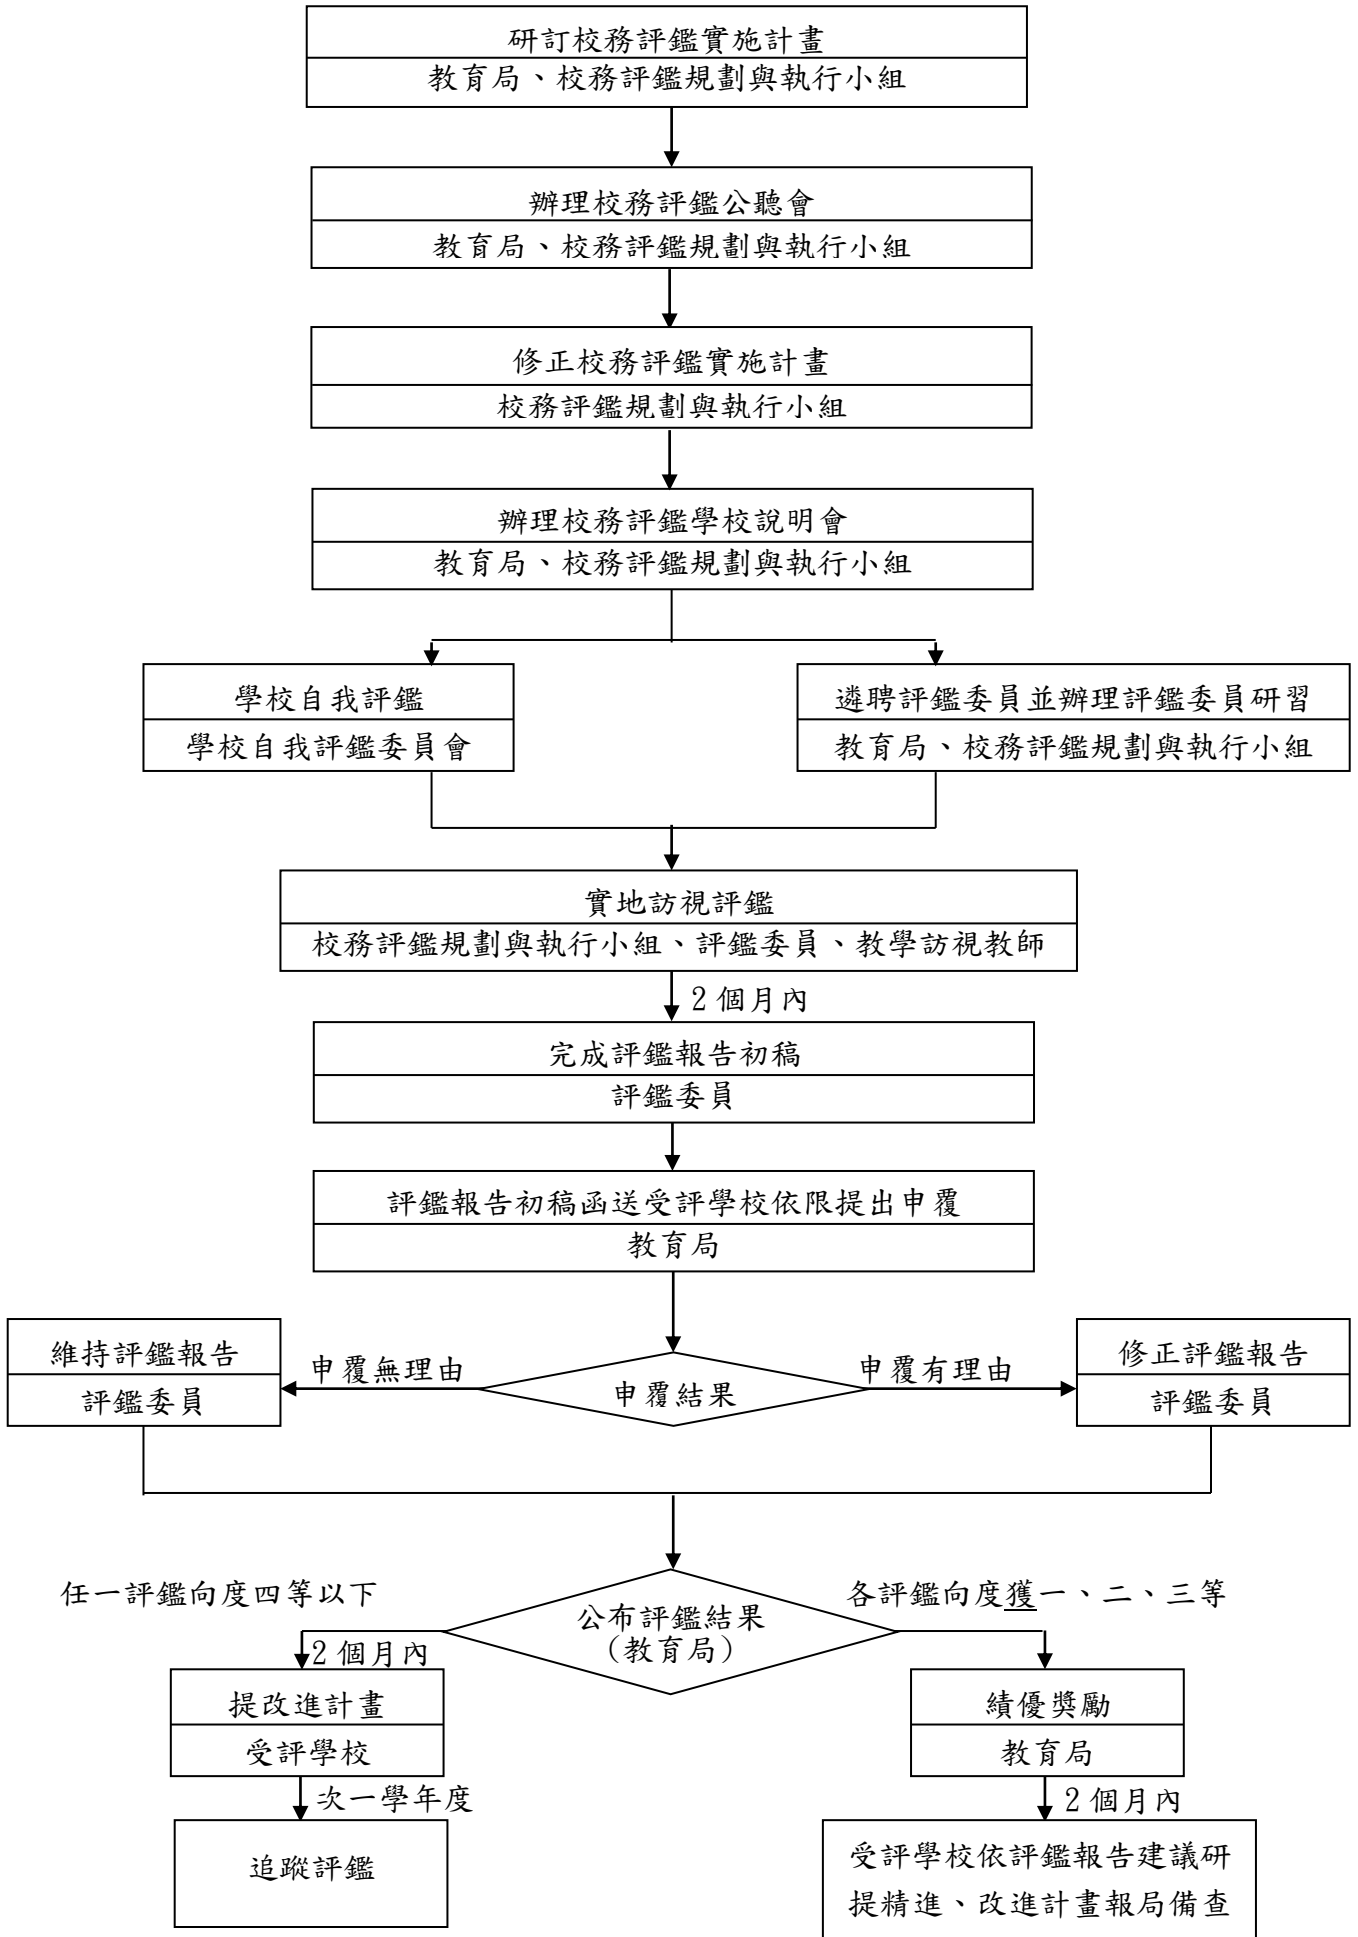 研訂校務評鑑實施計畫
教育局、校務評鑑規劃與執行小組
辦理校務評鑑公聽會
教育局、校務評鑑規劃與執行小組
修正校務評鑑實施計畫
校務評鑑規劃與執行小組
辦理校務評鑑學校說明會
教育局、校務評鑑規劃與執行小組
學校自我評鑑
學校自我評鑑委員會
遴聘評鑑委員並辦理評鑑委員研習
教育局、校務評鑑規劃與執行小組
實地訪視評鑑
校務評鑑規劃與執行小組、評鑑委員、教學訪視教師
2個月內
完成評鑑報告初稿
評鑑委員
評鑑報告初稿函送受評學校依限提出申覆
教育局
維持評鑑報告
評鑑委員
申覆無理由
申覆結果
申覆有理由
修正評鑑報告
評鑑委員
任一評鑑向度四等以下
公布評鑑結果
(教育局)
各評鑑向度獲一、二、三等
2個月內
提改進計畫
受評學校
次一學年度
追蹤評鑑
績優獎勵
教育局
2個月內
受評學校依評鑑報告建議研
提精進、改進計畫報局備查